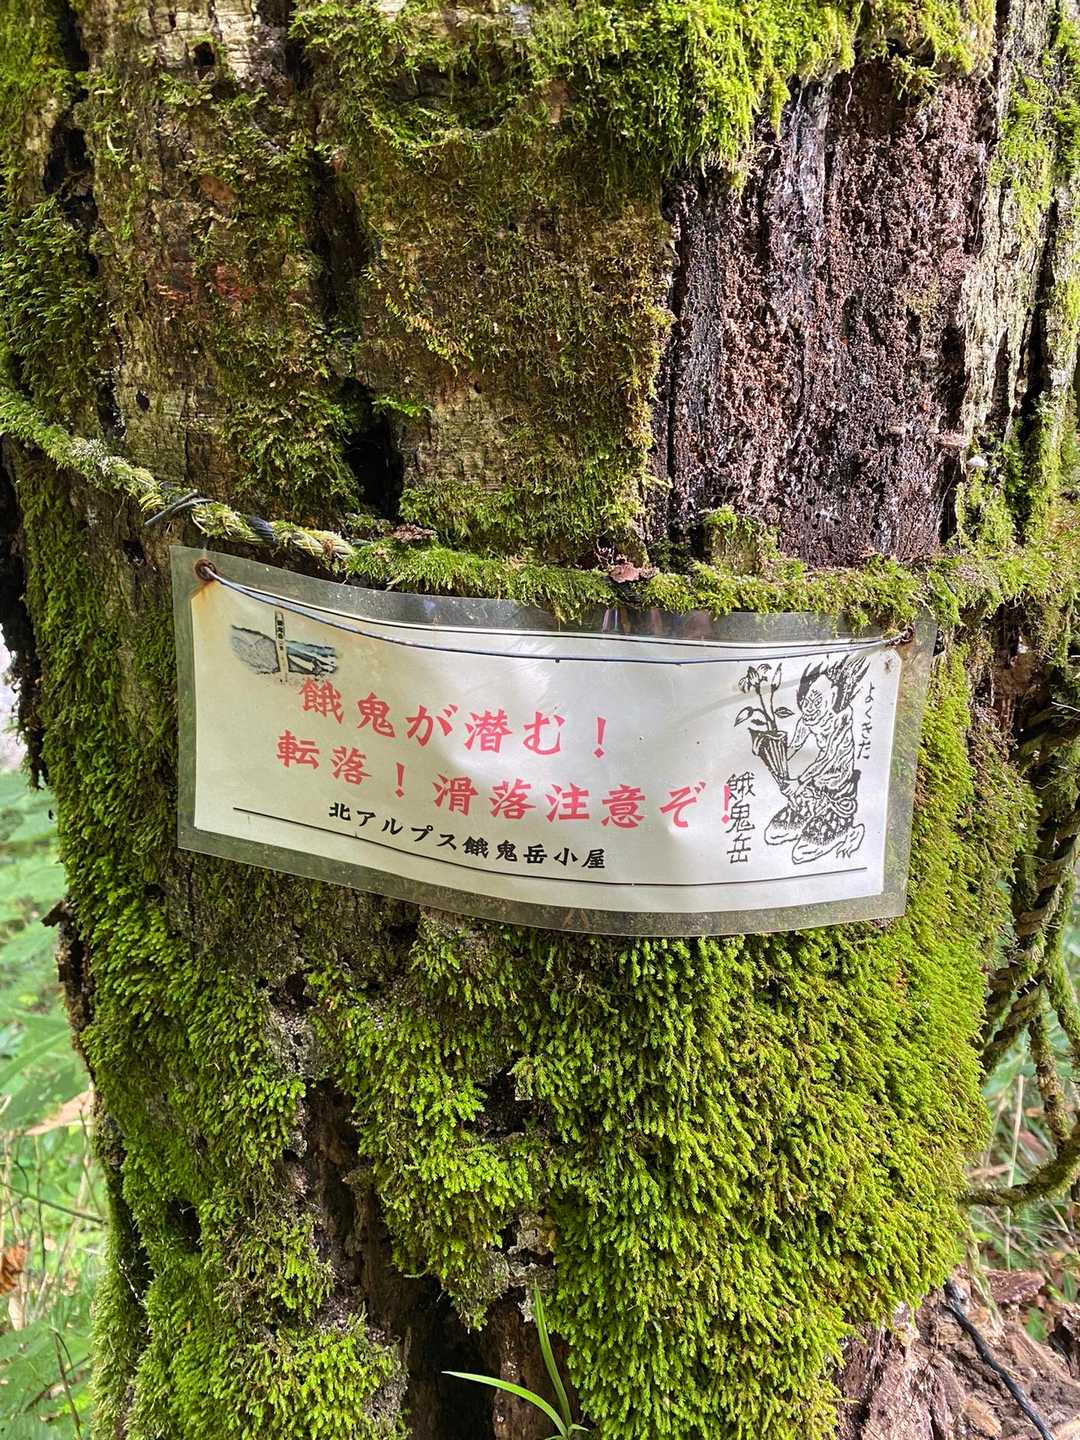 餓鬼が潜む！
転落！滑落注意ぞ！
北アルプス餓鬼岳小屋
よくきた
餓鬼岳